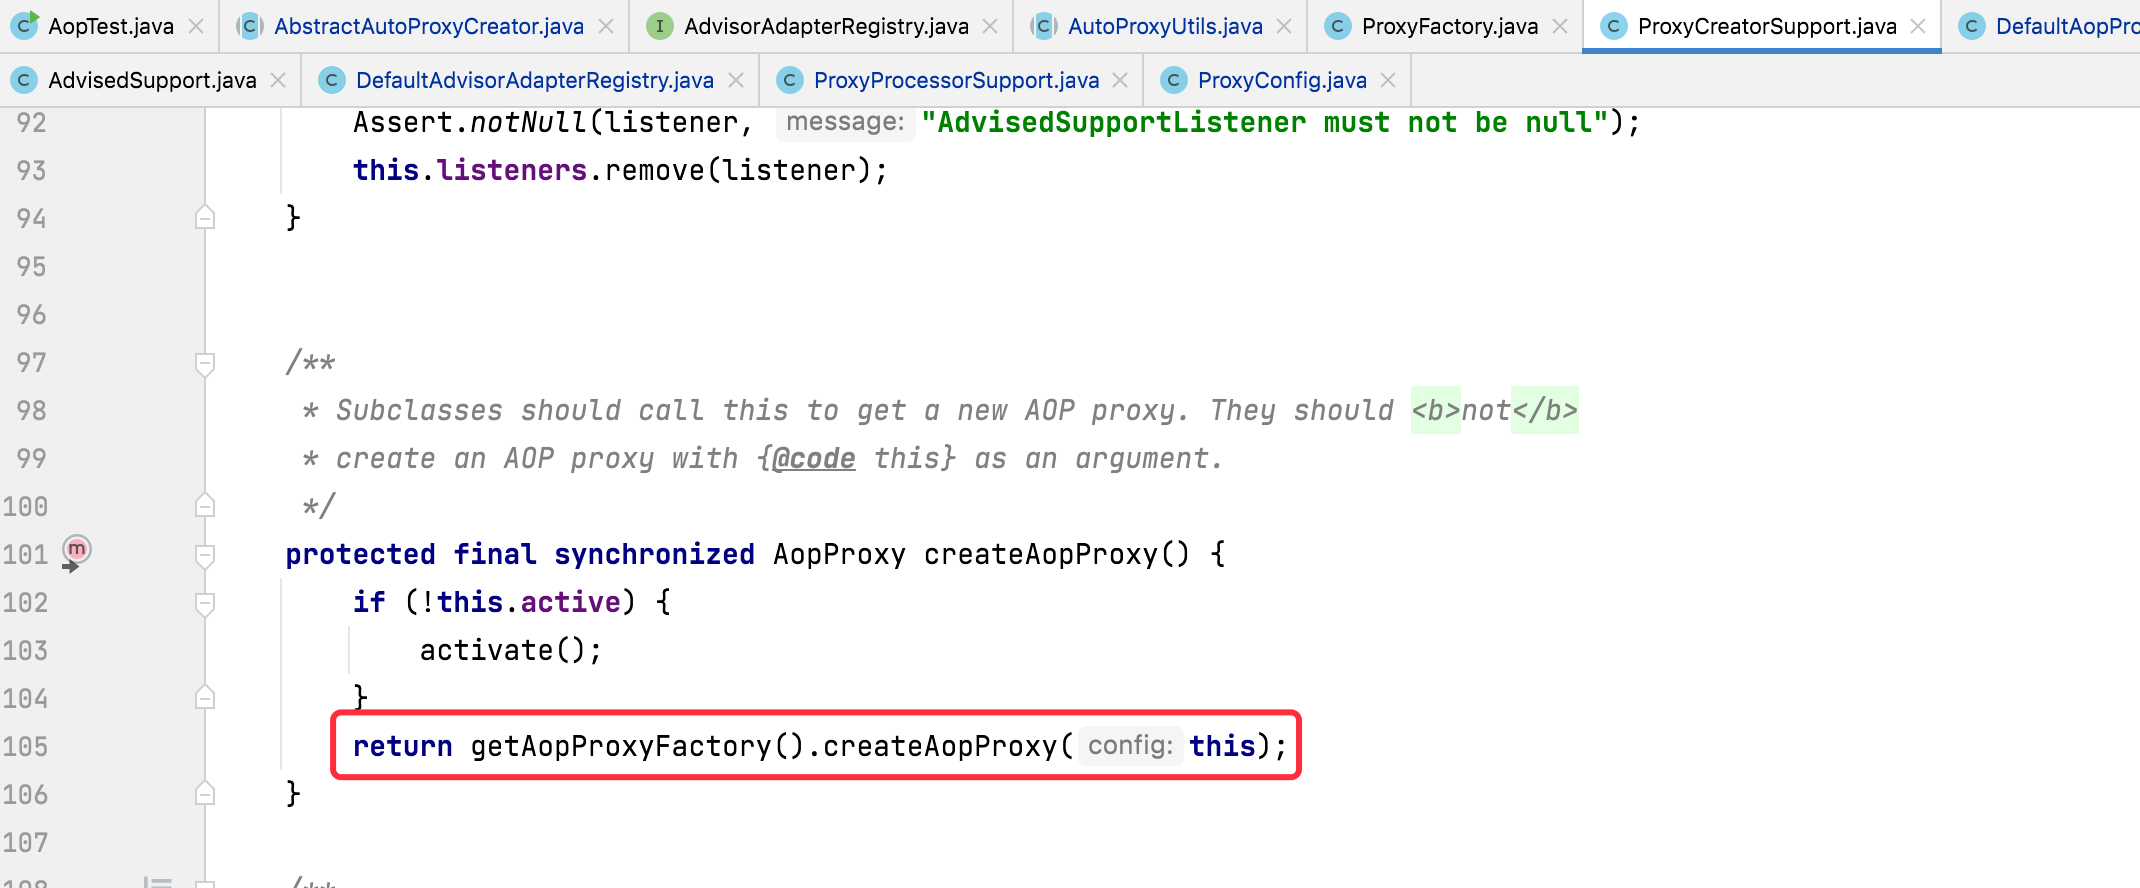 AopTest.java AbstractAutoProxyCreator.java AdvisorAdapterRegistry.java AutoProxyUtils.java ProxyFactory.java ProxyCreatorSupport.java DefaultAopPro
AdvisedSupport.java DefaultAdvisorAdapterRegistry.java ProxyProcessorSupport.java ProxyConfig.java
92 Assert.notNull(listener, message: "AdvisedSupportListener must not be null");
93 this.listeners.remove(listener);
94 }
95
96
97 /**
98 * Subclasses should call this to get a new AOP proxy. They should <b>not</b>
99 * create an AOP proxy with {@code this} as an argument.
100 */
101 protected final synchronized AopProxy createAopProxy() {
102 if (!this.active) {
103 activate();
104 }
105 return getAopProxyFactory().createAopProxy( config: this);
106 }
107
108 /**